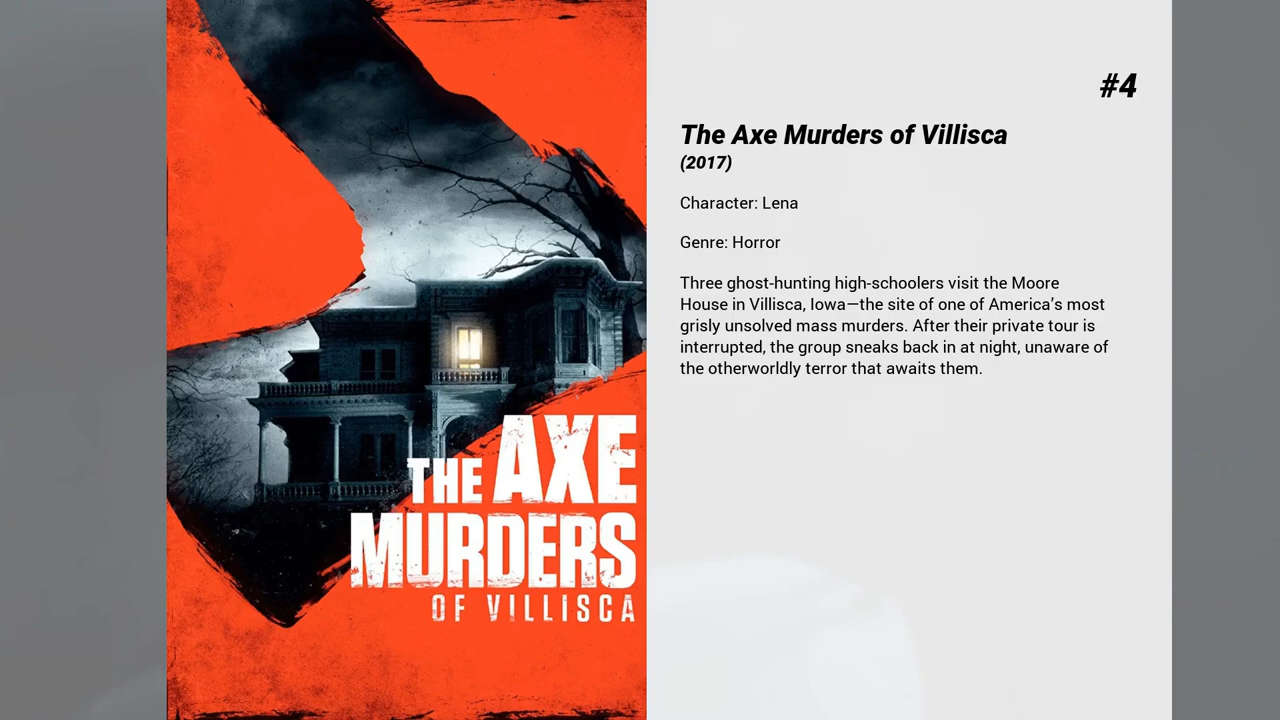 THE AXE
MURDERS
OF VILLISCA
#4
The Axe Murders of Villisca
(2017)
Character: Lena
Genre: Horror
Three ghost-hunting high-schoolers visit the Moore
House in Villisca, Iowa—the site of one of America’s most
grisly unsolved mass murders. After their private tour is
interrupted, the group sneaks back in at night, unaware of
the otherworldly terror that awaits them.